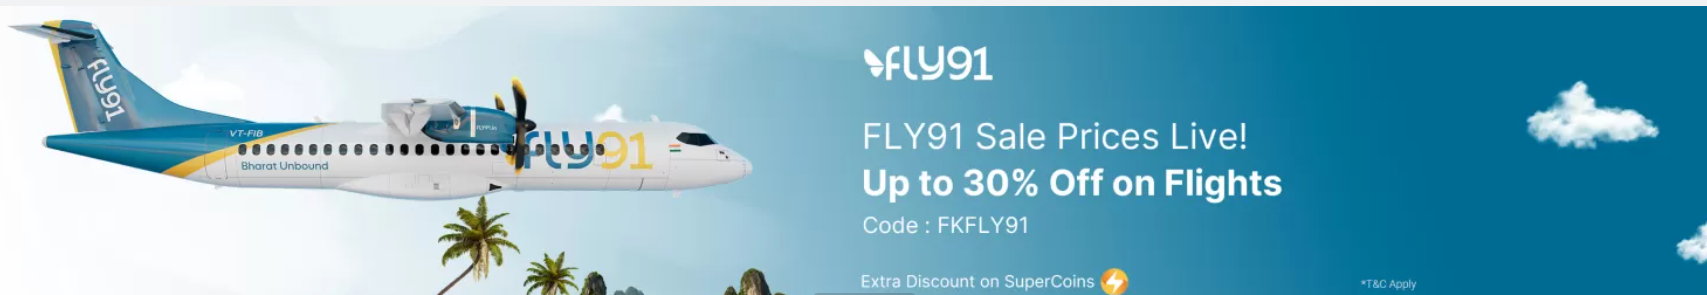 FLY91
VT-FIB
Bharat Unbound
FLY91
fly91
FLY91 Sale Prices Live!
Up to 30% Off on Flights
Code : FKFLY91
Extra Discount on SuperCoins
*T&C Apply